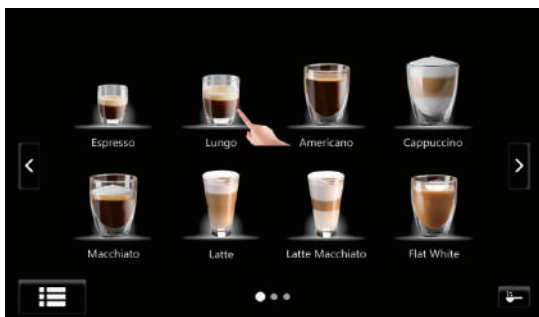 Espresso
Lungo
Americano
Cappuccino
Macchiato
Latte
Latte Macchiato
Flat White